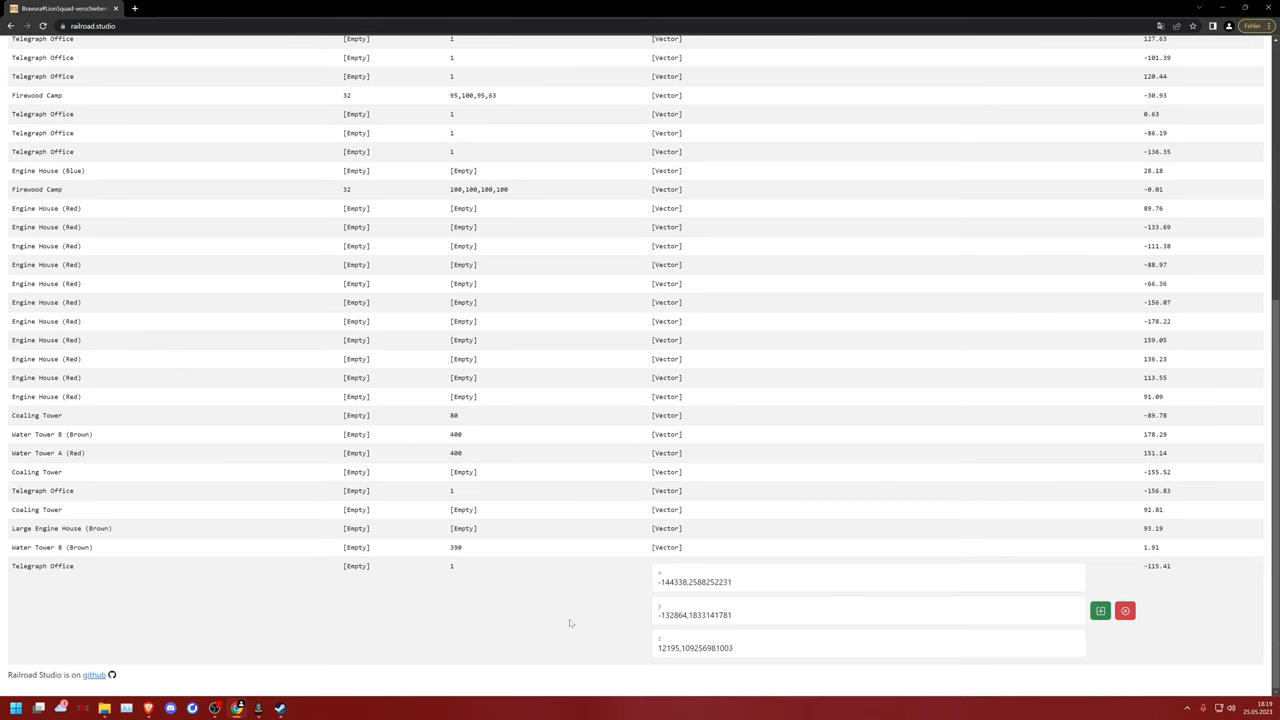 Bravura#LionSquad-verschieber
railroad.studio
Fehler
Telegraph Office [Empty] 1 [Vector] 127.63
Telegraph Office [Empty] 1 [Vector] -101.39
Telegraph Office [Empty] 1 [Vector] 120.44
Firewood Camp 32 95,100,95,63 [Vector] -30.93
Telegraph Office [Empty] 1 [Vector] 0.63
Telegraph Office [Empty] 1 [Vector] -86.19
Telegraph Office [Empty] 1 [Vector] -136.35
Engine House (Blue) [Empty] [Empty] [Vector] 28.18
Firewood Camp 32 100,100,100,100 [Vector] -0.01
Engine House (Red) [Empty] [Empty] [Vector] 89.76
Engine House (Red) [Empty] [Empty] [Vector] -133.69
Engine House (Red) [Empty] [Empty] [Vector] -111.38
Engine House (Red) [Empty] [Empty] [Vector] -88.97
Engine House (Red) [Empty] [Empty] [Vector] -66.36
Engine House (Red) [Empty] [Empty] [Vector] -156.07
Engine House (Red) [Empty] [Empty] [Vector] -178.22
Engine House (Red) [Empty] [Empty] [Vector] 159.05
Engine House (Red) [Empty] [Empty] [Vector] 136.23
Engine House (Red) [Empty] [Empty] [Vector] 113.55
Engine House (Red) [Empty] [Empty] [Vector] 91.09
Coaling Tower [Empty] 80 [Vector] -89.78
Water Tower B (Brown) [Empty] 400 [Vector] 178.29
Water Tower A (Red) [Empty] 400 [Vector] 151.14
Coaling Tower [Empty] [Empty] [Vector] -155.52
Telegraph Office [Empty] 1 [Vector] -156.83
Coaling Tower [Empty] [Empty] [Vector] 92.81
Large Engine House (Brown) [Empty] [Empty] [Vector] 93.19
Water Tower B (Brown) [Empty] 390 [Vector] 1.91
Telegraph Office [Empty] 1 -115.41
x
-144338,2588252231
y
-132864,1833141781
z
12195,109256981003
Railroad Studio is on github
18:19
25.05.2023